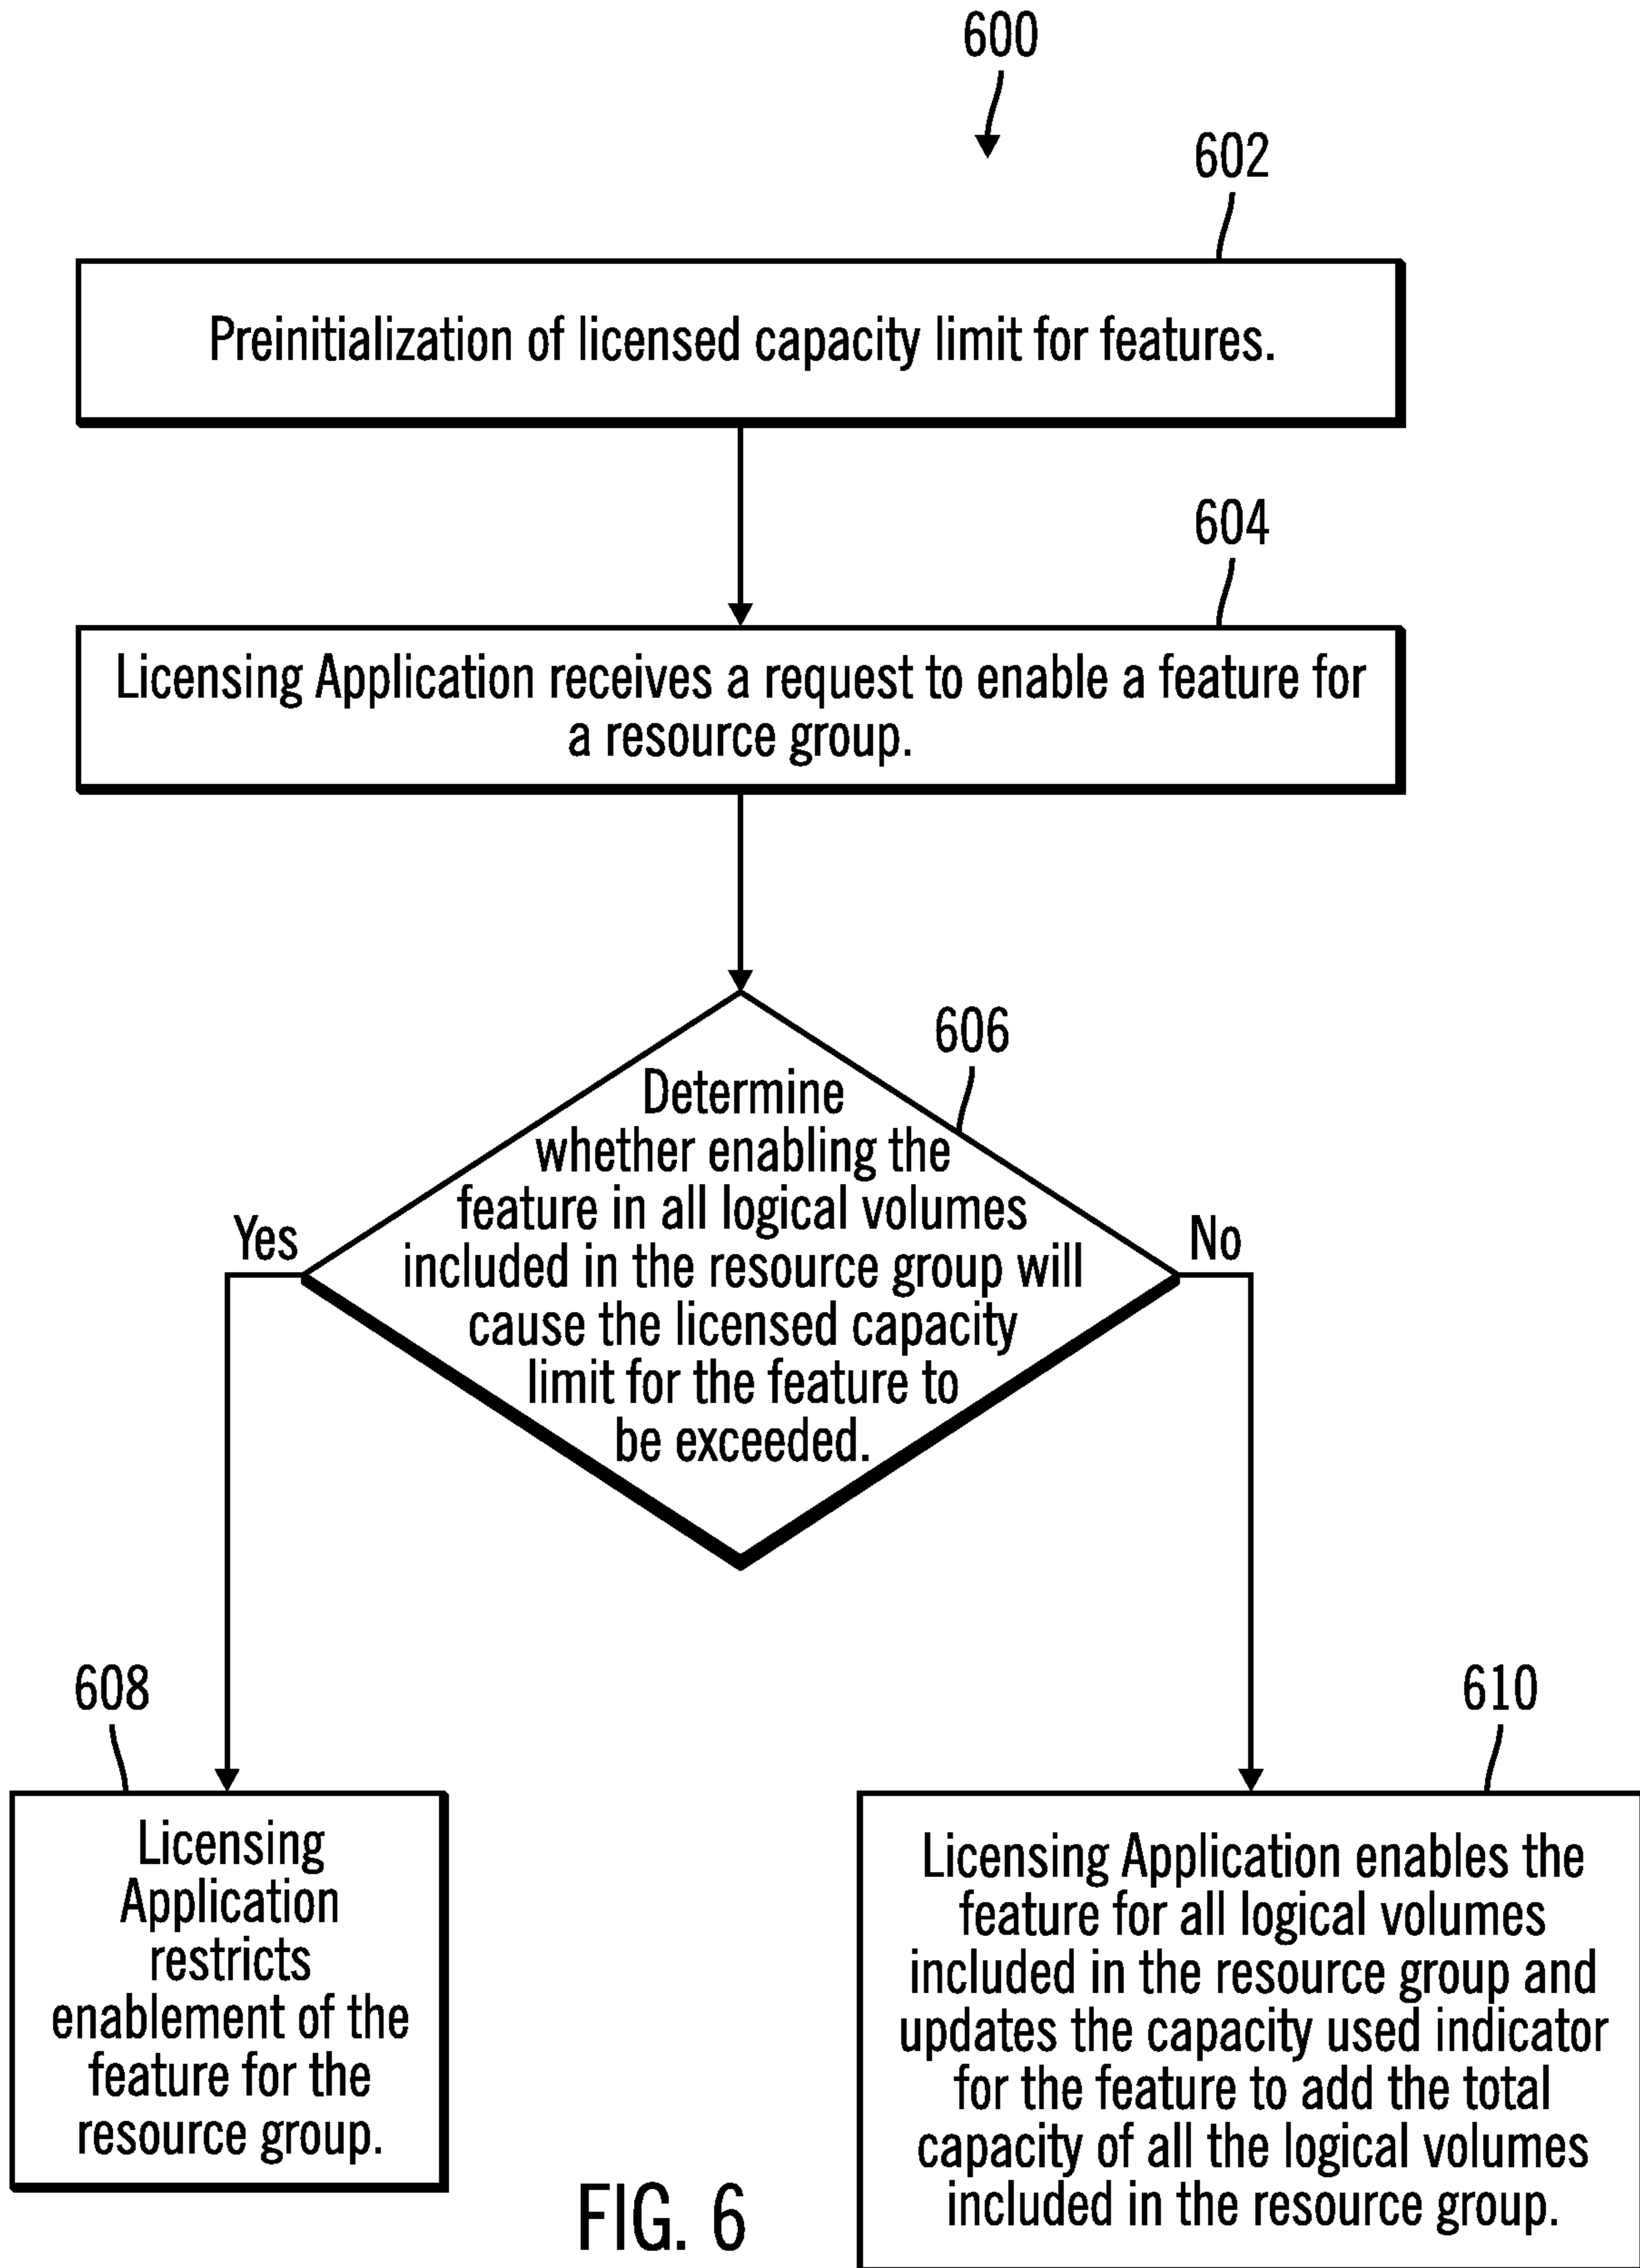 600
602
Preinitialization of licensed capacity limit for features.
604
Licensing Application receives a request to enable a feature for
a resource group.
606
Determine
whether enabling the
feature in all logical volumes
included in the resource group will
cause the licensed capacity
limit for the feature to
be exceeded.
Yes
No
608
Licensing
Application
restricts
enablement of the
feature for the
resource group.
610
Licensing Application enables the
feature for all logical volumes
included in the resource group and
updates the capacity used indicator
for the feature to add the total
capacity of all the logical volumes
included in the resource group.
FIG. 6